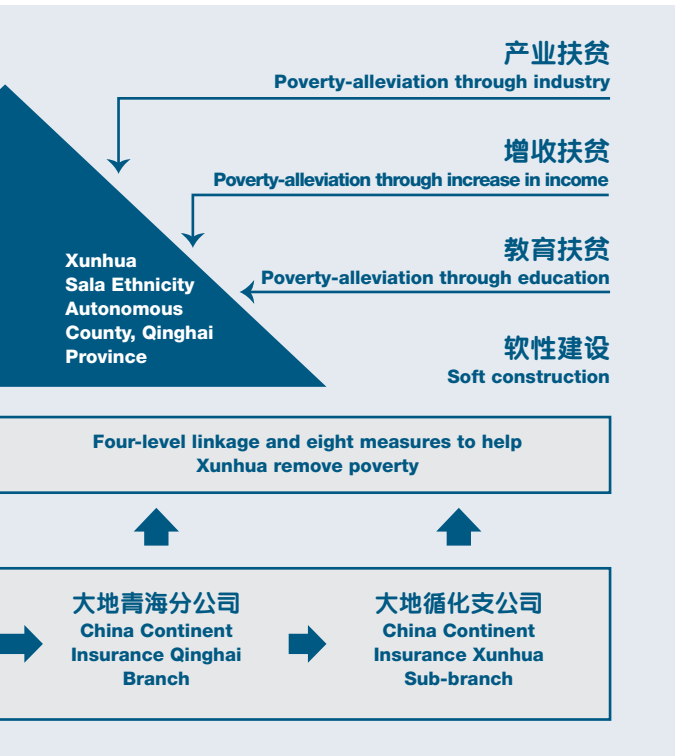 产业扶贫
Poverty-alleviation through industry
增收扶贫
Poverty-alleviation through increase in income
教育扶贫
Poverty-alleviation through education
Xunhua
Sala Ethnicity
Autonomous
County, Qinghai
Province
软性建设
Soft construction
Four-level linkage and eight measures to help
Xunhua remove poverty
大地青海分公司
China Continent
Insurance Qinghai
Branch
大地循化支公司
China Continent
Insurance Xunhua
Sub-branch